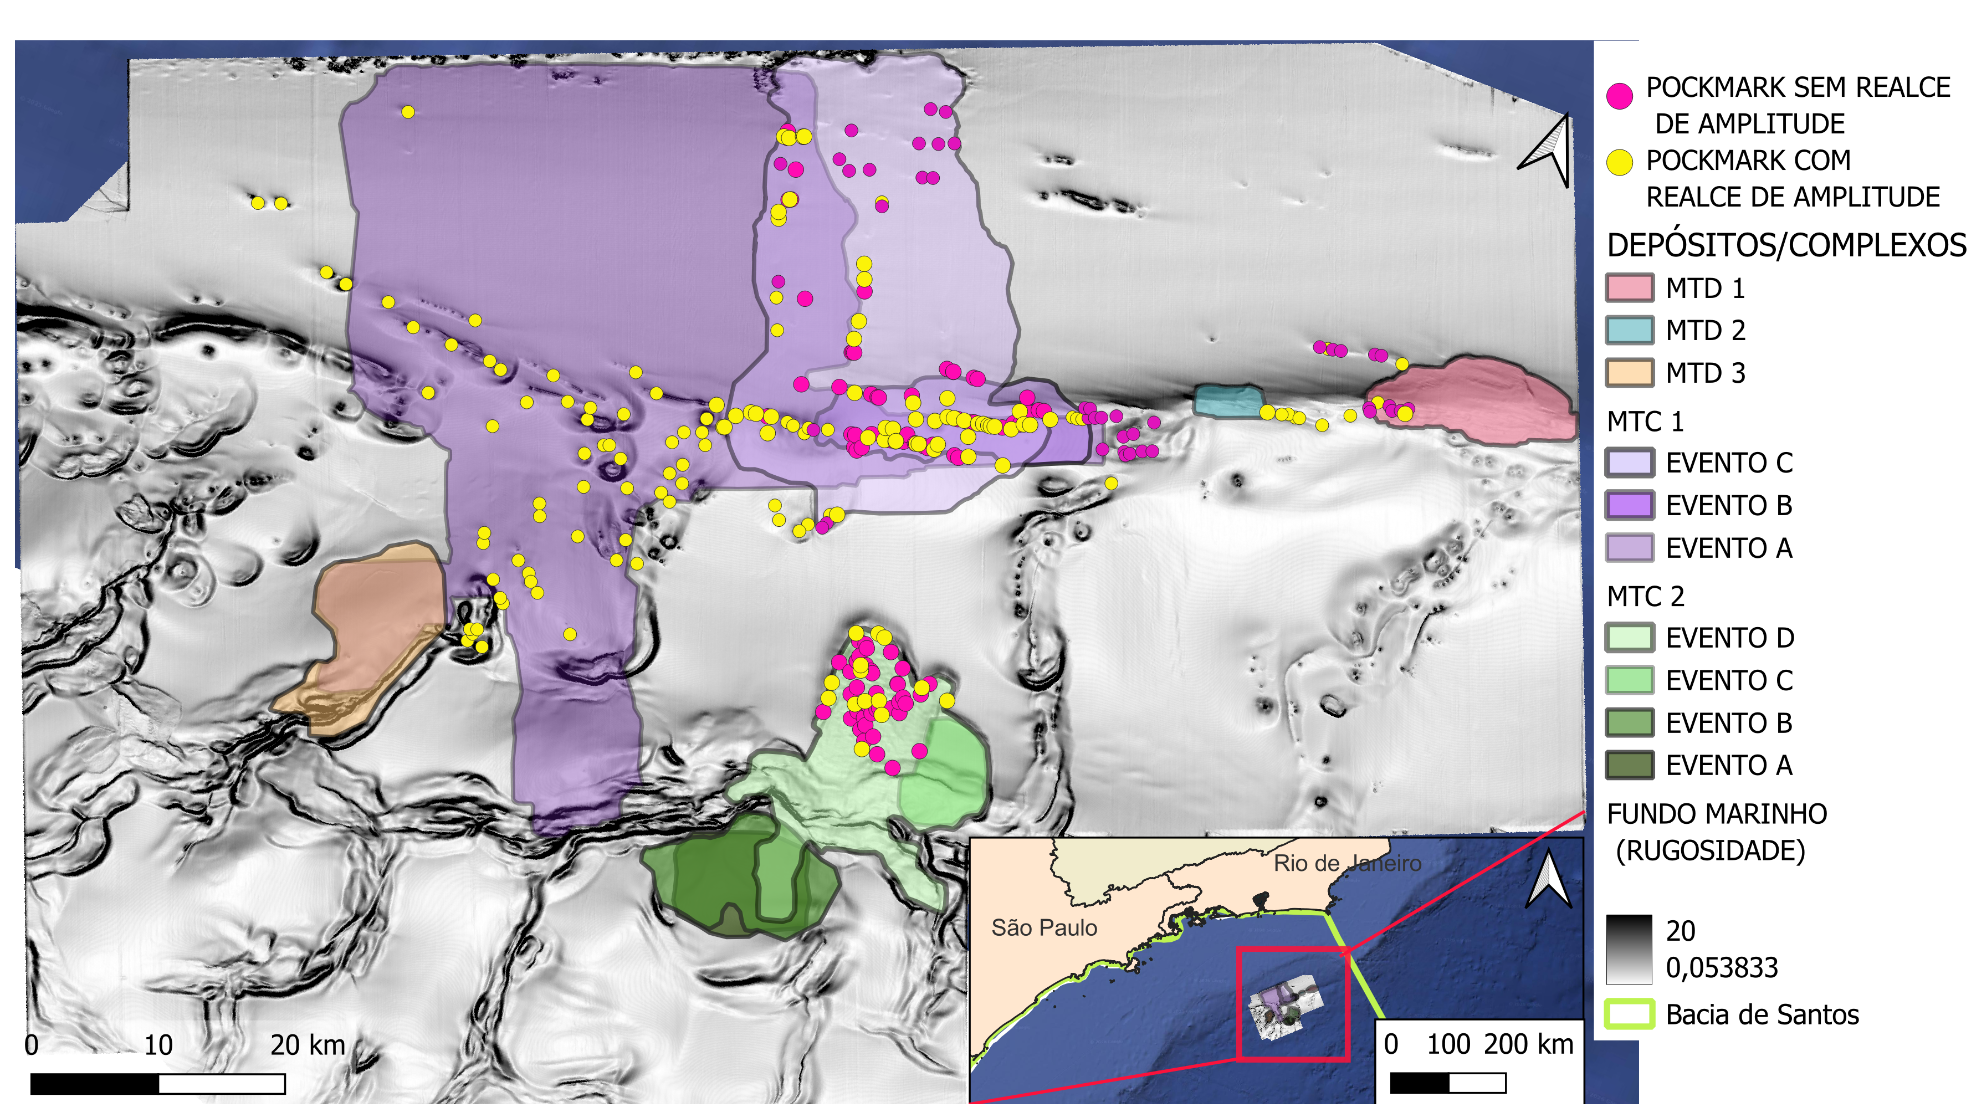 POCKMARK SEM REALCE
DE AMPLITUDE
POCKMARK COM
REALCE DE AMPLITUDE
DEPÓSITOS/COMPLEXOS
MTD 1
MTD 2
MTD 3
MTC 1
EVENTO C
EVENTO B
EVENTO A
MTC 2
EVENTO D
EVENTO C
EVENTO B
EVENTO A
FUNDO MARINHO
(RUGOSIDADE)
20
0,053833
Bacia de Santos
0 10 20 km
Rio de Janeiro
São Paulo
0 100 200 km